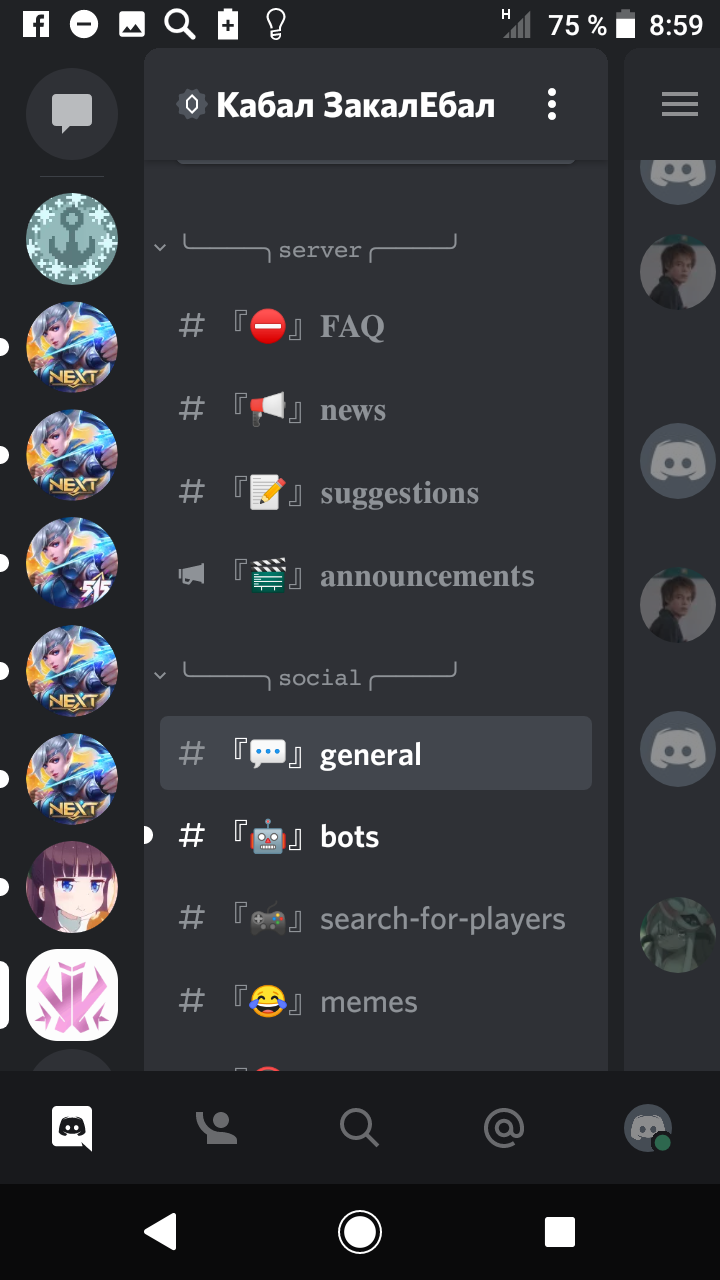 H 75 % 8:59
Кабал ЗакалЕбал
server
# 『⛔』 FAQ
# 『📢』 news
# 『📝』 suggestions
『🎬』 announcements
NEXT
NEXT
515
NEXT
NEXT
social
# 『💬』 general
# 『🤖』 bots
# 『🎮』 search-for-players
# 『😂』 memes
@